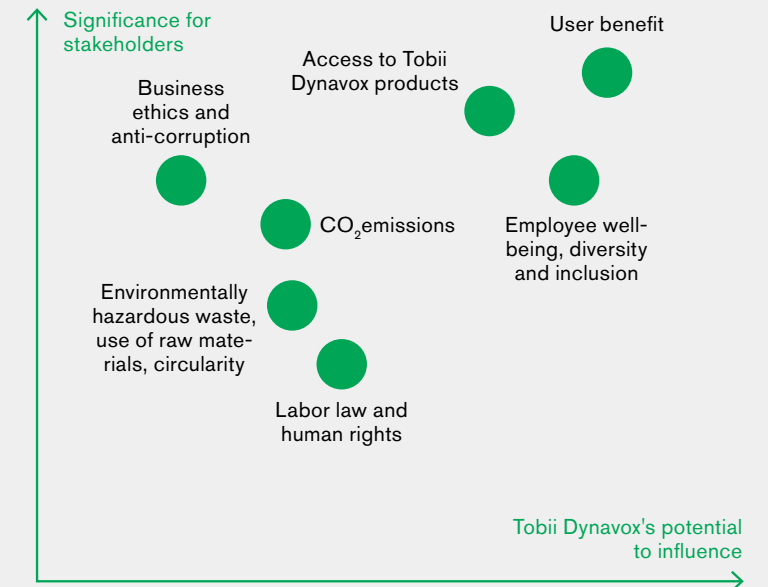 Significance for
stakeholders
User benefit
Access to Tobii
Dynavox products
Business
ethics and
anti-corruption
CO₂emissions
Employee well-
being, diversity
and inclusion
Environmentally
hazardous waste,
use of raw mate-
rials, circularity
Labor law and
human rights
Tobii Dynavox's potential
to influence